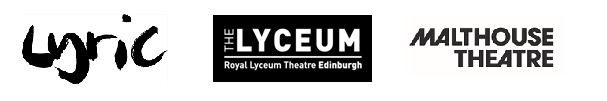 Lyric
THE LYCEUM
Royal Lyceum Theatre Edinburgh
MALTHOUSE
THEATRE